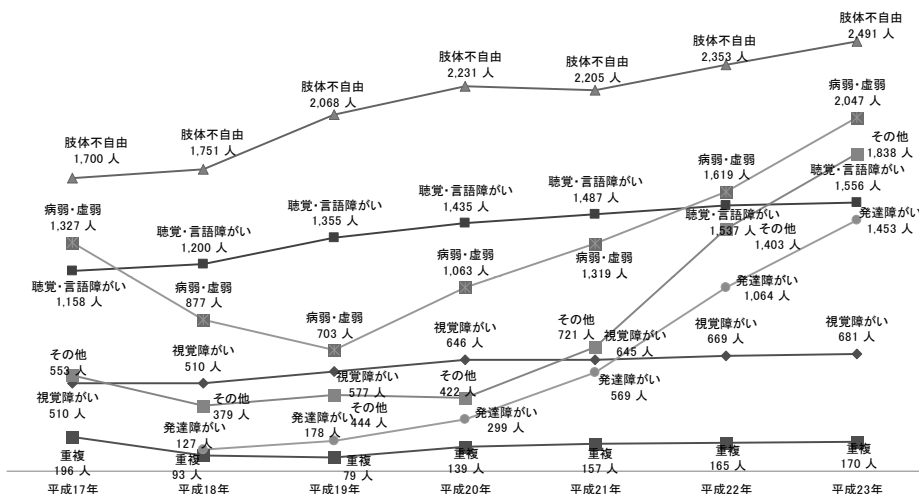 肢体不自由
1,700 人
肢体不自由
1,751 人
肢体不自由
2,068 人
肢体不自由
2,231 人
肢体不自由
2,205 人
肢体不自由
2,353 人
肢体不自由
2,491 人
病弱・虚弱
1,327 人
病弱・虚弱
877 人
病弱・虚弱
703 人
病弱・虚弱
1,063 人
病弱・虚弱
1,319 人
病弱・虚弱
1,619 人
病弱・虚弱
2,047 人
聴覚・言語障がい
1,158 人
聴覚・言語障がい
1,200 人
聴覚・言語障がい
1,355 人
聴覚・言語障がい
1,435 人
聴覚・言語障がい
1,487 人
聴覚・言語障がい
1,537 人
聴覚・言語障がい
1,556 人
その他
553 人
その他
379 人
その他
444 人
その他
422 人
その他
721 人
その他
1,403 人
その他
1,838 人
視覚障がい
510 人
視覚障がい
510 人
視覚障がい
577 人
視覚障がい
646 人
視覚障がい
645 人
視覚障がい
669 人
視覚障がい
681 人
発達障がい
127 人
発達障がい
178 人
発達障がい
299 人
発達障がい
569 人
発達障がい
1,064 人
発達障がい
1,453 人
重複
196 人
重複
93 人
重複
79 人
重複
139 人
重複
157 人
重複
165 人
重複
170 人
平成17年
平成18年
平成19年
平成20年
平成21年
平成22年
平成23年